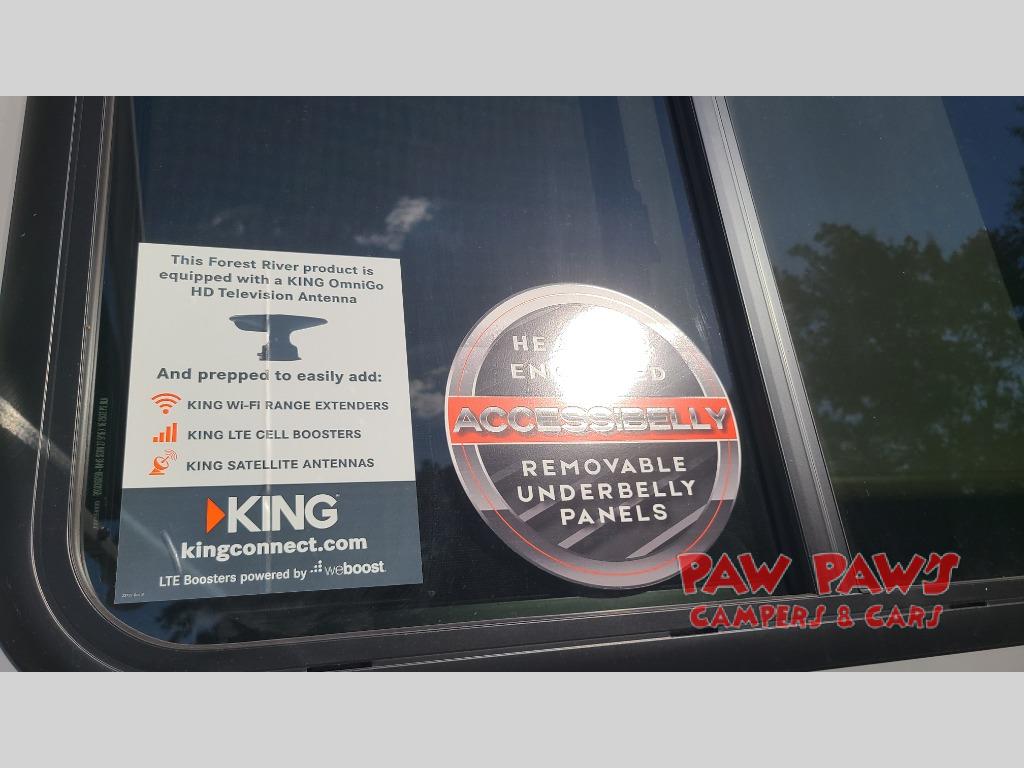 This Forest River product is
equipped with a KING OmniGo
HD Television Antenna
And prepped to easily add:
KING Wi-Fi RANGE EXTENDERS
KING LTE CELL BOOSTERS
KING SATELLITE ANTENNAS
KING
kingconnect.com
LTE Boosters powered by weBoost
ACCESSIBELLY
REMOVABLE
UNDERBELLY
PANELS
PAW PAW'S
CAMPERS & CARS